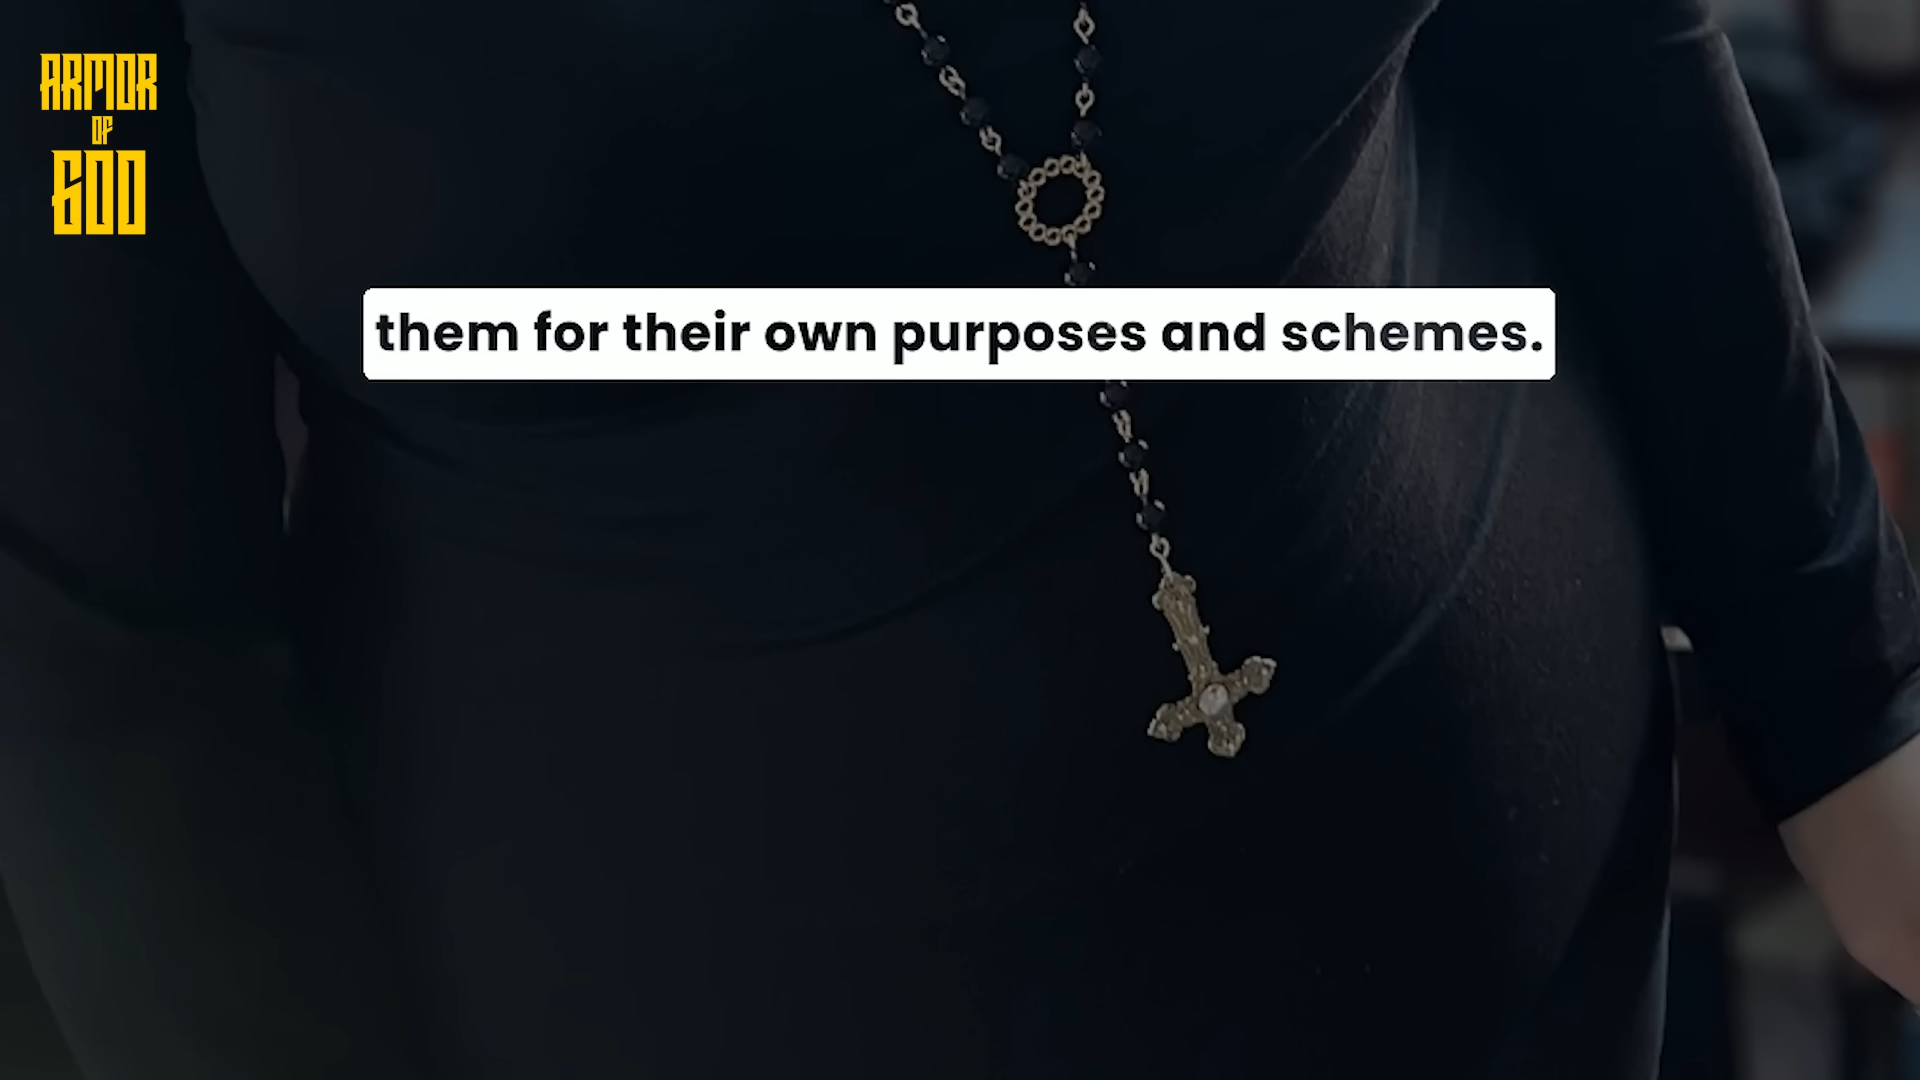 ARMOR
OF
GOD
them for their own purposes and schemes.